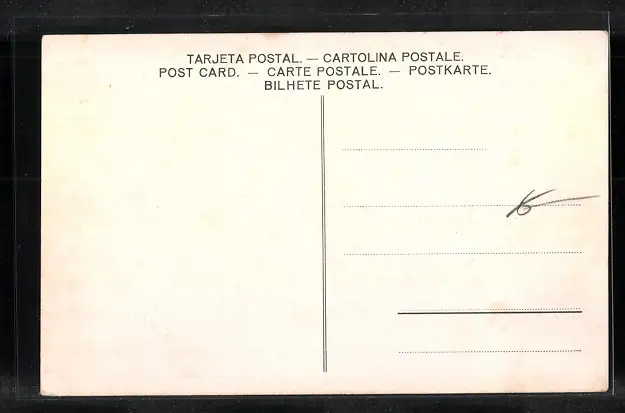 TARJETA POSTAL. — CARTOLINA POSTALE.
POST CARD. — CARTE POSTALE. — POSTKARTE.
BILHETE POSTAL.